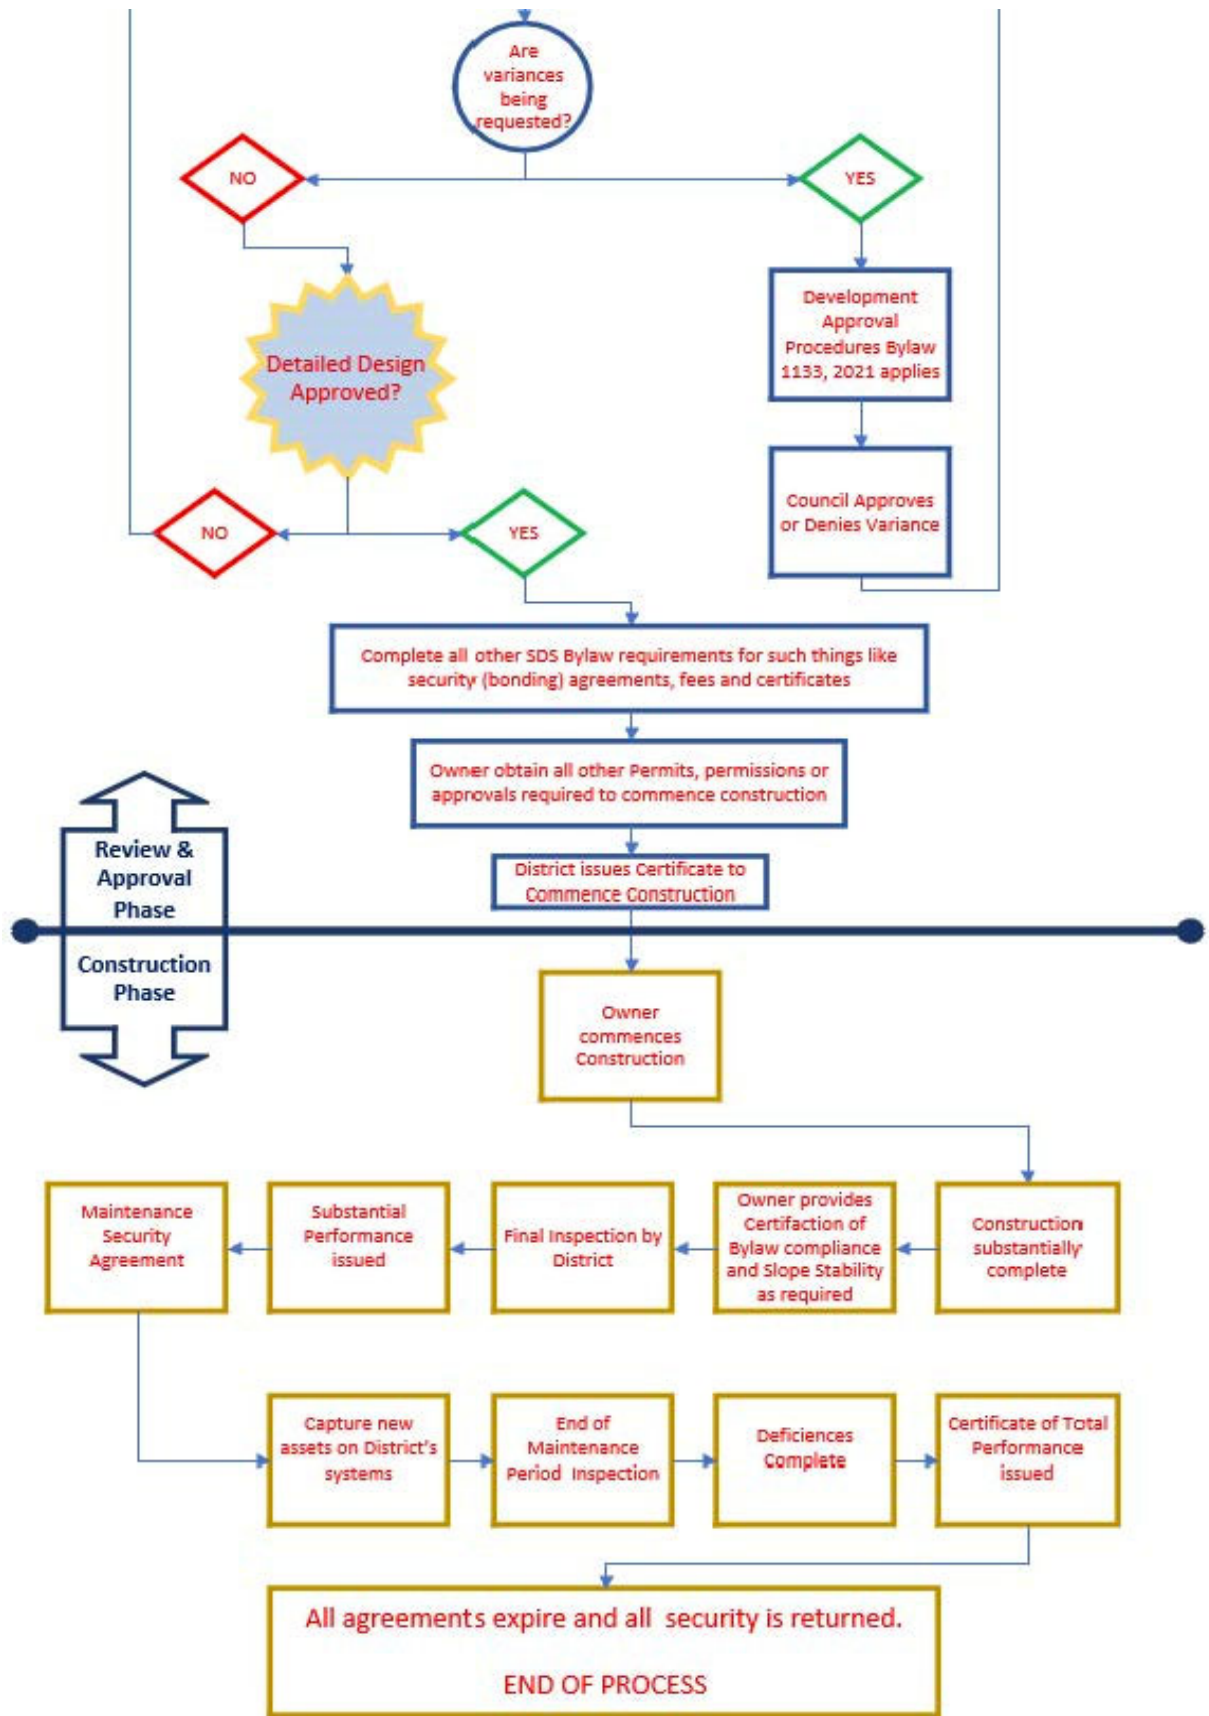 Are
variances
being
requested?
NO
YES
Development
Approval
Procedures Bylaw
1133, 2021 applies
Detailed Design
Approved?
Council Approves
or Denies Variance
NO
YES
Complete all other SDS Bylaw requirements for such things like
security (bonding) agreements, fees and certificates
Owner obtain all other Permits, permissions or
approvals required to commence construction
District issues Certificate to
Commence Construction
Review &
Approval
Phase
Construction
Phase
Owner
commences
Construction
Maintenance
Security
Agreement
Substantial
Performance
issued
Final Inspection by
District
Owner provides
Certifaction of
Bylaw compliance
and Slope Stability
as required
Construction
substantially
complete
Capture new
assets on District's
systems
End of
Maintenance
Period Inspection
Deficiences
Complete
Certificate of Total
Performance
issued
All agreements expire and all security is returned.
END OF PROCESS